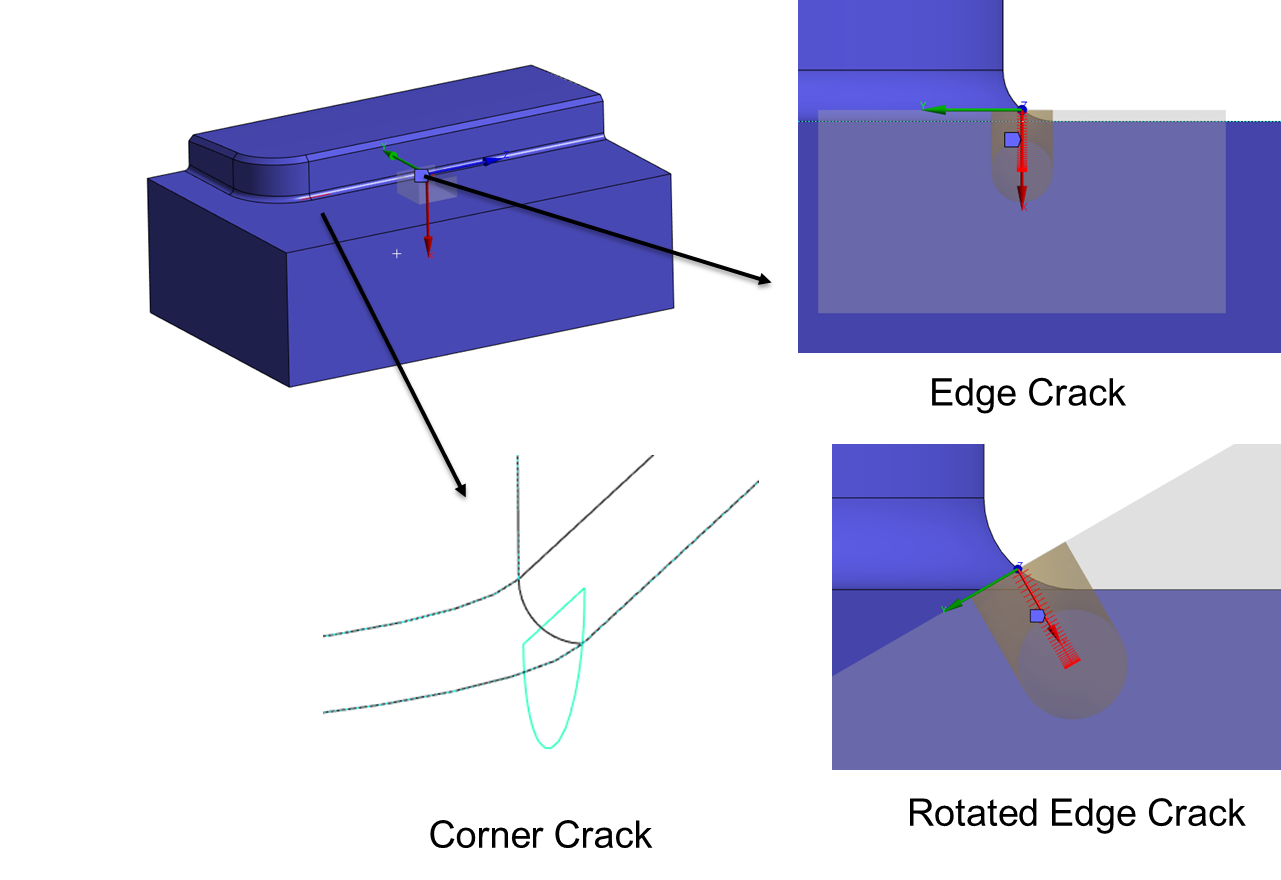 Y
Z
Y
Z
X
Edge Crack
Z
Y
Rotated Edge Crack
Corner Crack